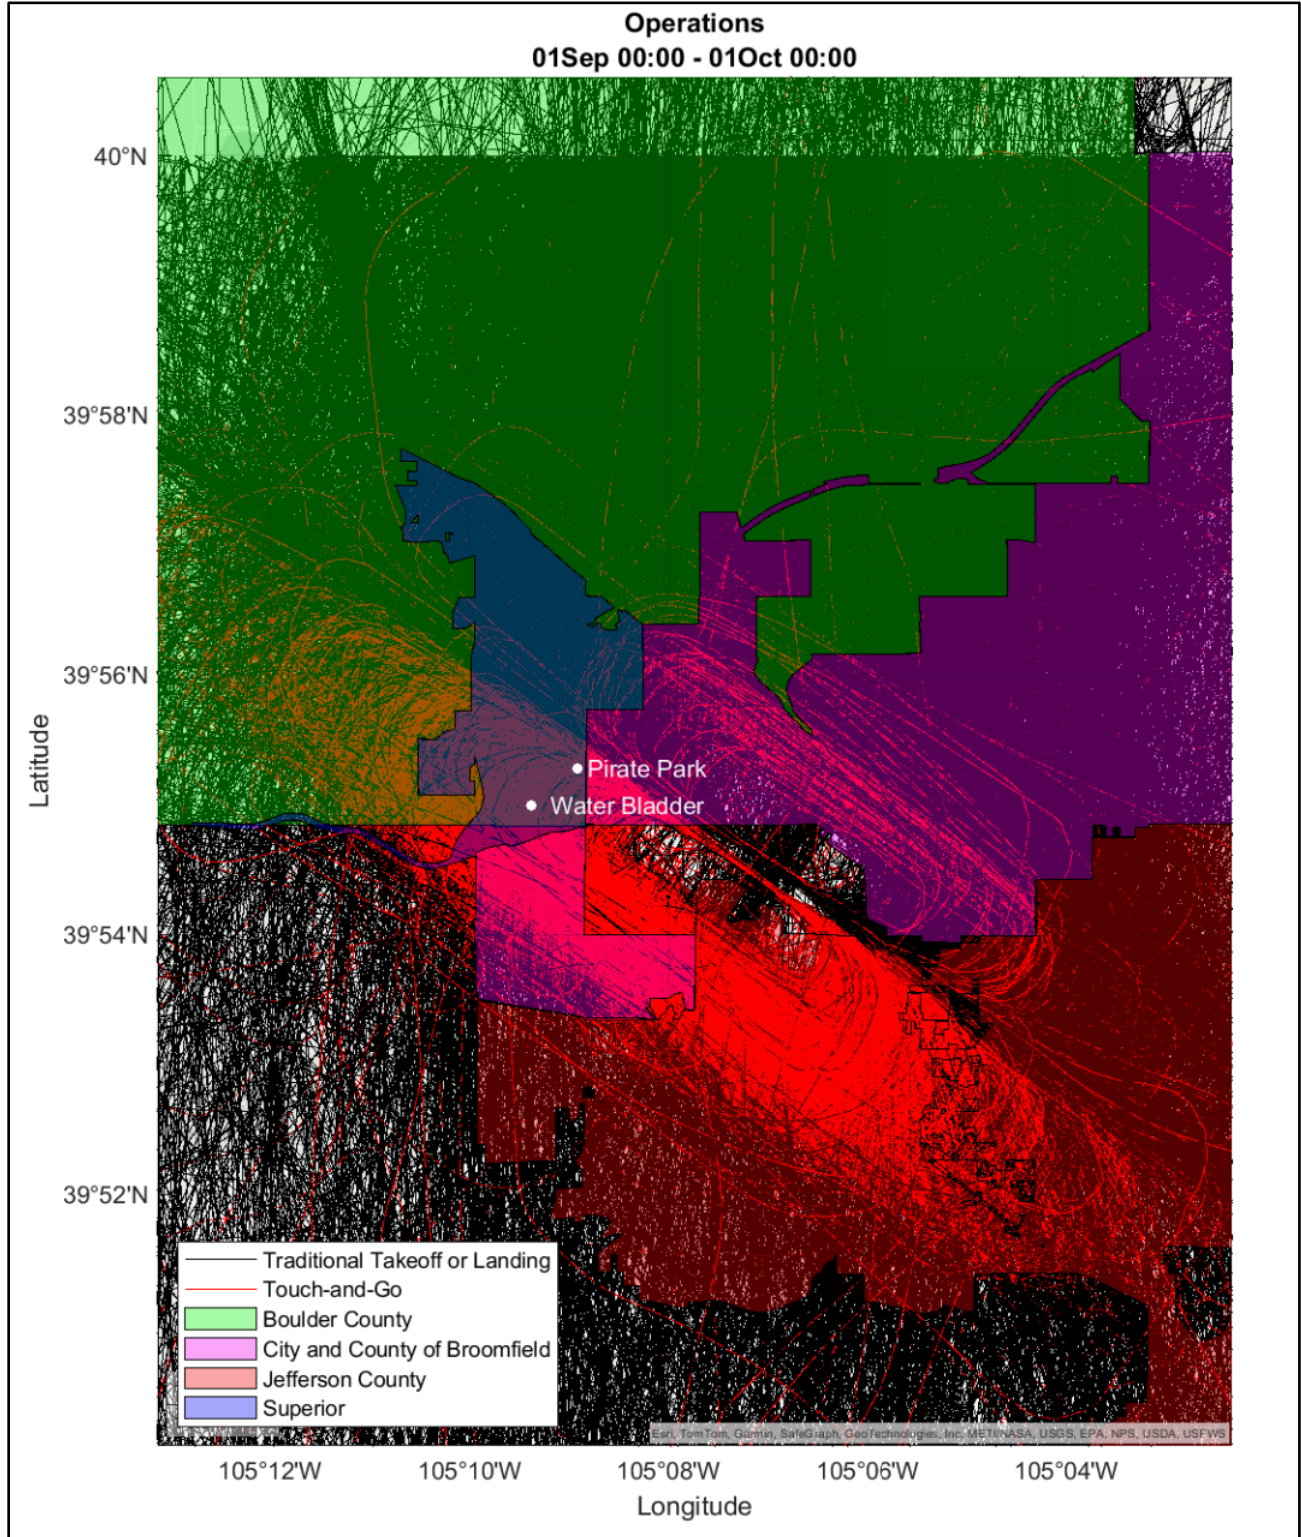 Operations
01Sep 00:00 - 01Oct 00:00
40°N
39°58'N
39°56'N
39°54'N
39°52'N
Latitude
Pirate Park
Water Bladder
Traditional Takeoff or Landing
Touch-and-Go
Boulder County
City and County of Broomfield
Jefferson County
Superior
Esri, TomTom, Garmin, SafeGraph, GeoTechnologies, Inc, METI/NASA, USGS, EPA, NPS, USDA, USFWS
105°12'W
105°10'W
105°08'W
105°06'W
105°04'W
Longitude